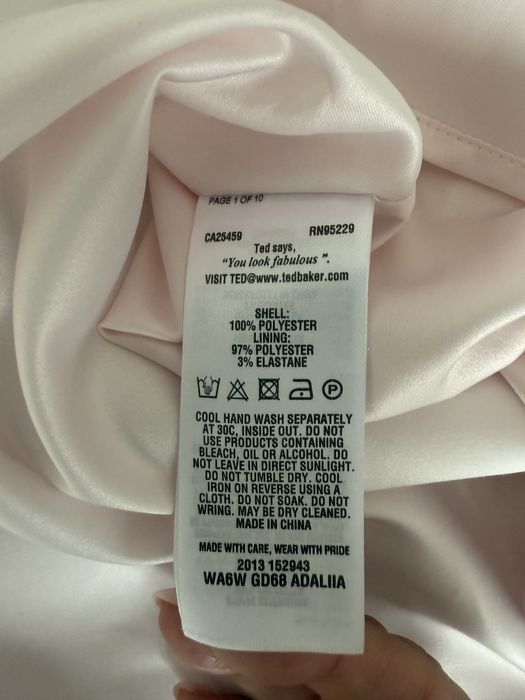 PAGE 1 OF 10
CA25459 RN95229
Ted says,
"You look fabulous ".
VISIT TED@www.tedbaker.com
SHELL:
100% POLYESTER
LINING:
97% POLYESTER
3% ELASTANE
P
COOL HAND WASH SEPARATELY
AT 30C, INSIDE OUT. DO NOT
USE PRODUCTS CONTAINING
BLEACH, OIL OR ALCOHOL. DO
NOT LEAVE IN DIRECT SUNLIGHT.
DO NOT TUMBLE DRY. COOL
IRON ON REVERSE USING A
CLOTH. DO NOT SOAK. DO NOT
WRING. MAY BE DRY CLEANED.
MADE IN CHINA
MADE WITH CARE, WEAR WITH PRIDE
2013 152943
WA6W GD68 ADALIIA